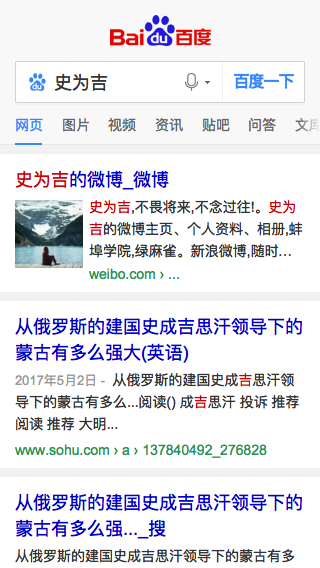 Bai du 百度
史为吉
百度一下
网页 图片 视频 资讯 贴吧 问答 文库
史为吉的微博_微博
史为吉,不畏将来,不念过往!。史为
吉的微博主页、个人资料、相册,蚌
埠学院,绿麻雀。新浪微博,随时...
weibo.com › ...
从俄罗斯的建国史成吉思汗领导下的
蒙古有多么强大(英语)
2017年5月2日 - 从俄罗斯的建国史成吉思汗领
导下的蒙古有多么...阅读() 成吉思汗 投诉 推荐
阅读 推荐 大明...
www.sohu.com › a › 137840492_276828
从俄罗斯的建国史成吉思汗领导下的
蒙古有多么强..._搜
从俄罗斯的建国史成吉思汗领导下的蒙古有多